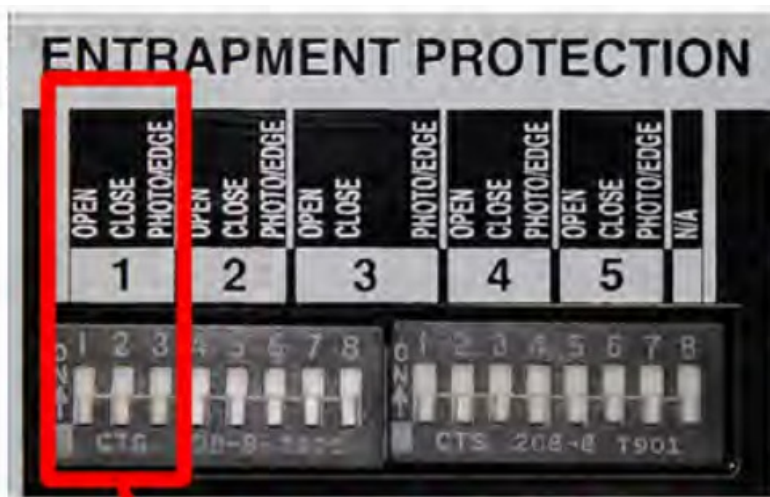 ENTRAPMENT PROTECTION
OPEN CLOSE PHOTO/EDGE OPEN CLOSE PHOTO/EDGE OPEN CLOSE PHOTO/EDGE OPEN CLOSE PHOTO/EDGE OPEN CLOSE PHOTO/EDGE N/A
1 2 3 4 5
ON 1 2 3 4 5 6 7 8 ON 1 2 3 4 5 6 7 8
CTS CTS 208-8 T901